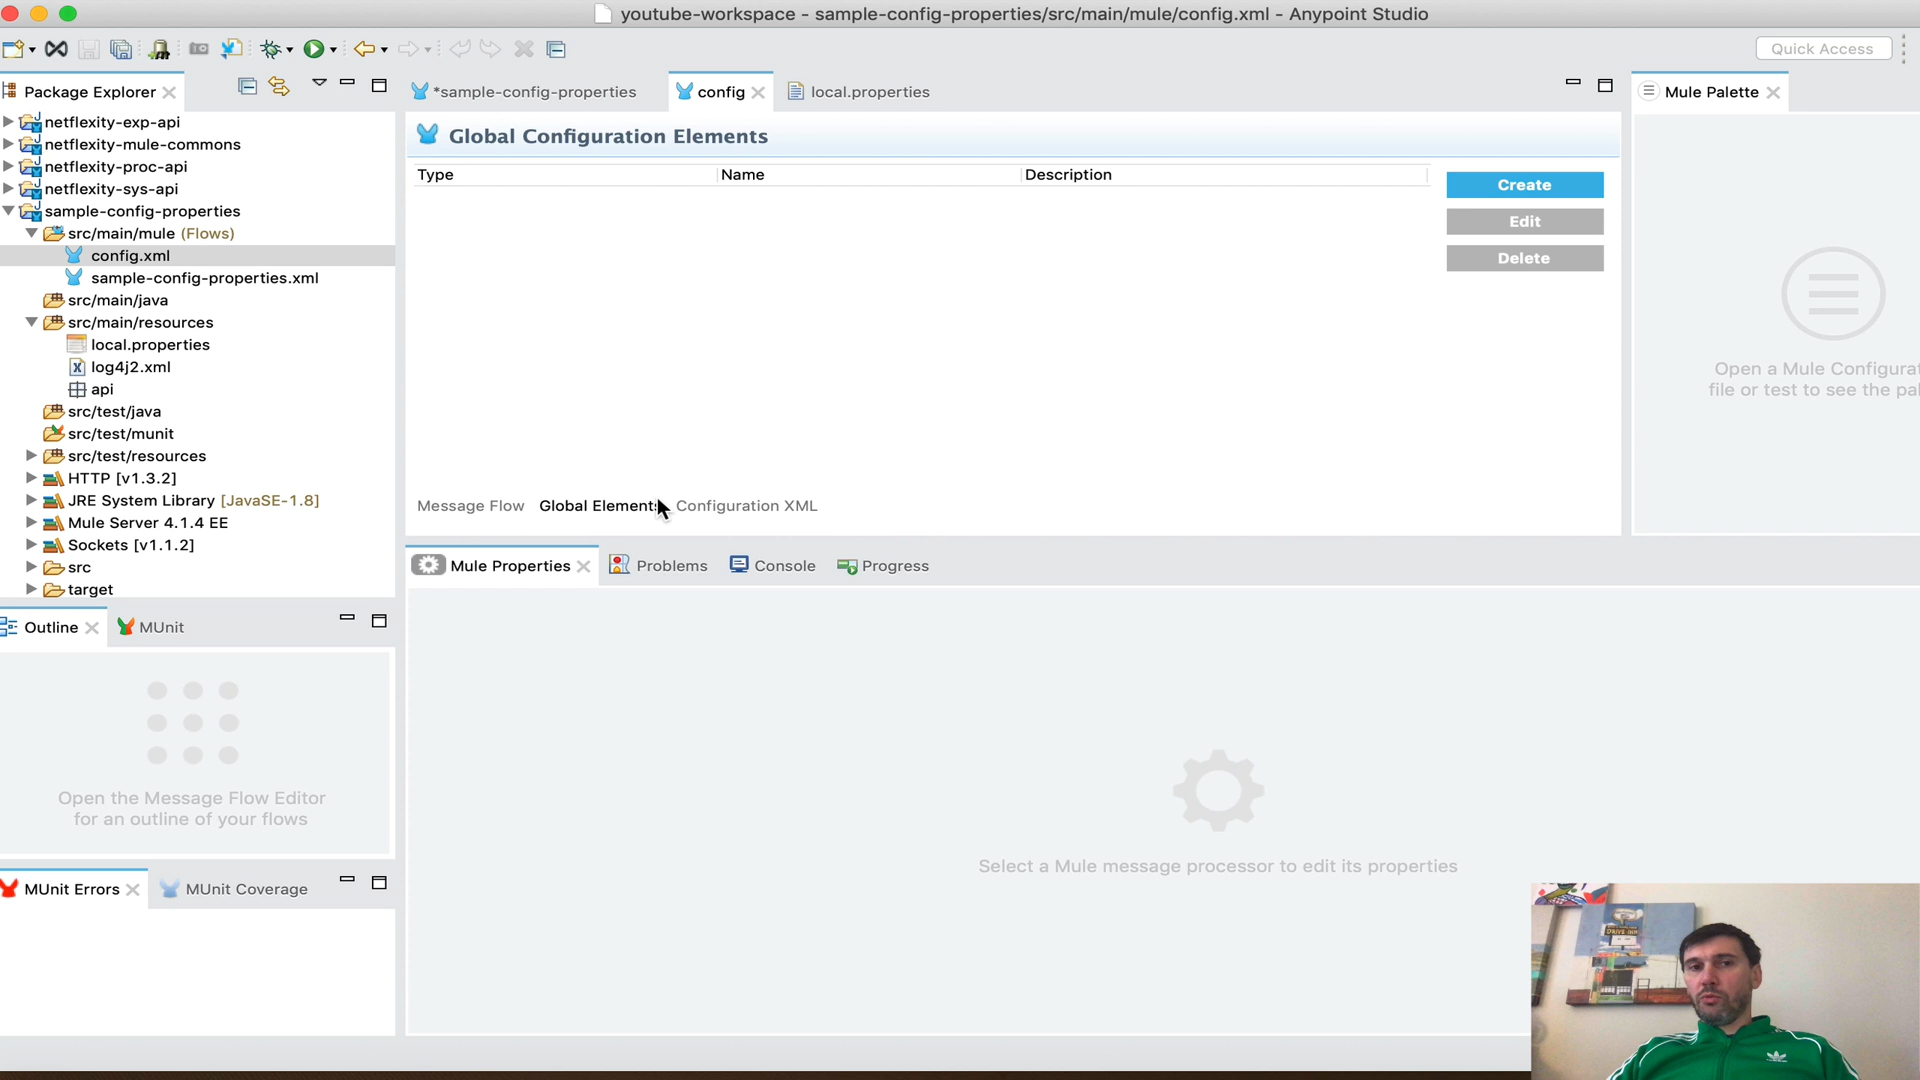 youtube-workspace - sample-config-properties/src/main/mule/config.xml - Anypoint Studio
Quick Access
Package Explorer
*sample-config-properties
config
local.properties
Mule Palette
netflexity-exp-api
netflexity-mule-commons
netflexity-proc-api
netflexity-sys-api
sample-config-properties
src/main/mule (Flows)
config.xml
sample-config-properties.xml
src/main/java
src/main/resources
local.properties
log4j2.xml
api
src/test/java
src/test/munit
src/test/resources
HTTP [v1.3.2]
JRE System Library [JavaSE-1.8]
Mule Server 4.1.4 EE
Sockets [v1.1.2]
src
target
Global Configuration Elements
Type Name Description
Create
Edit
Delete
Message Flow Global Elements Configuration XML
Open a Mule Configurat
file or test to see the pal
Mule Properties Problems Console Progress
Select a Mule message processor to edit its properties
Outline MUnit
Open the Message Flow Editor
for an outline of your flows
MUnit Errors MUnit Coverage
DRIVE-INN